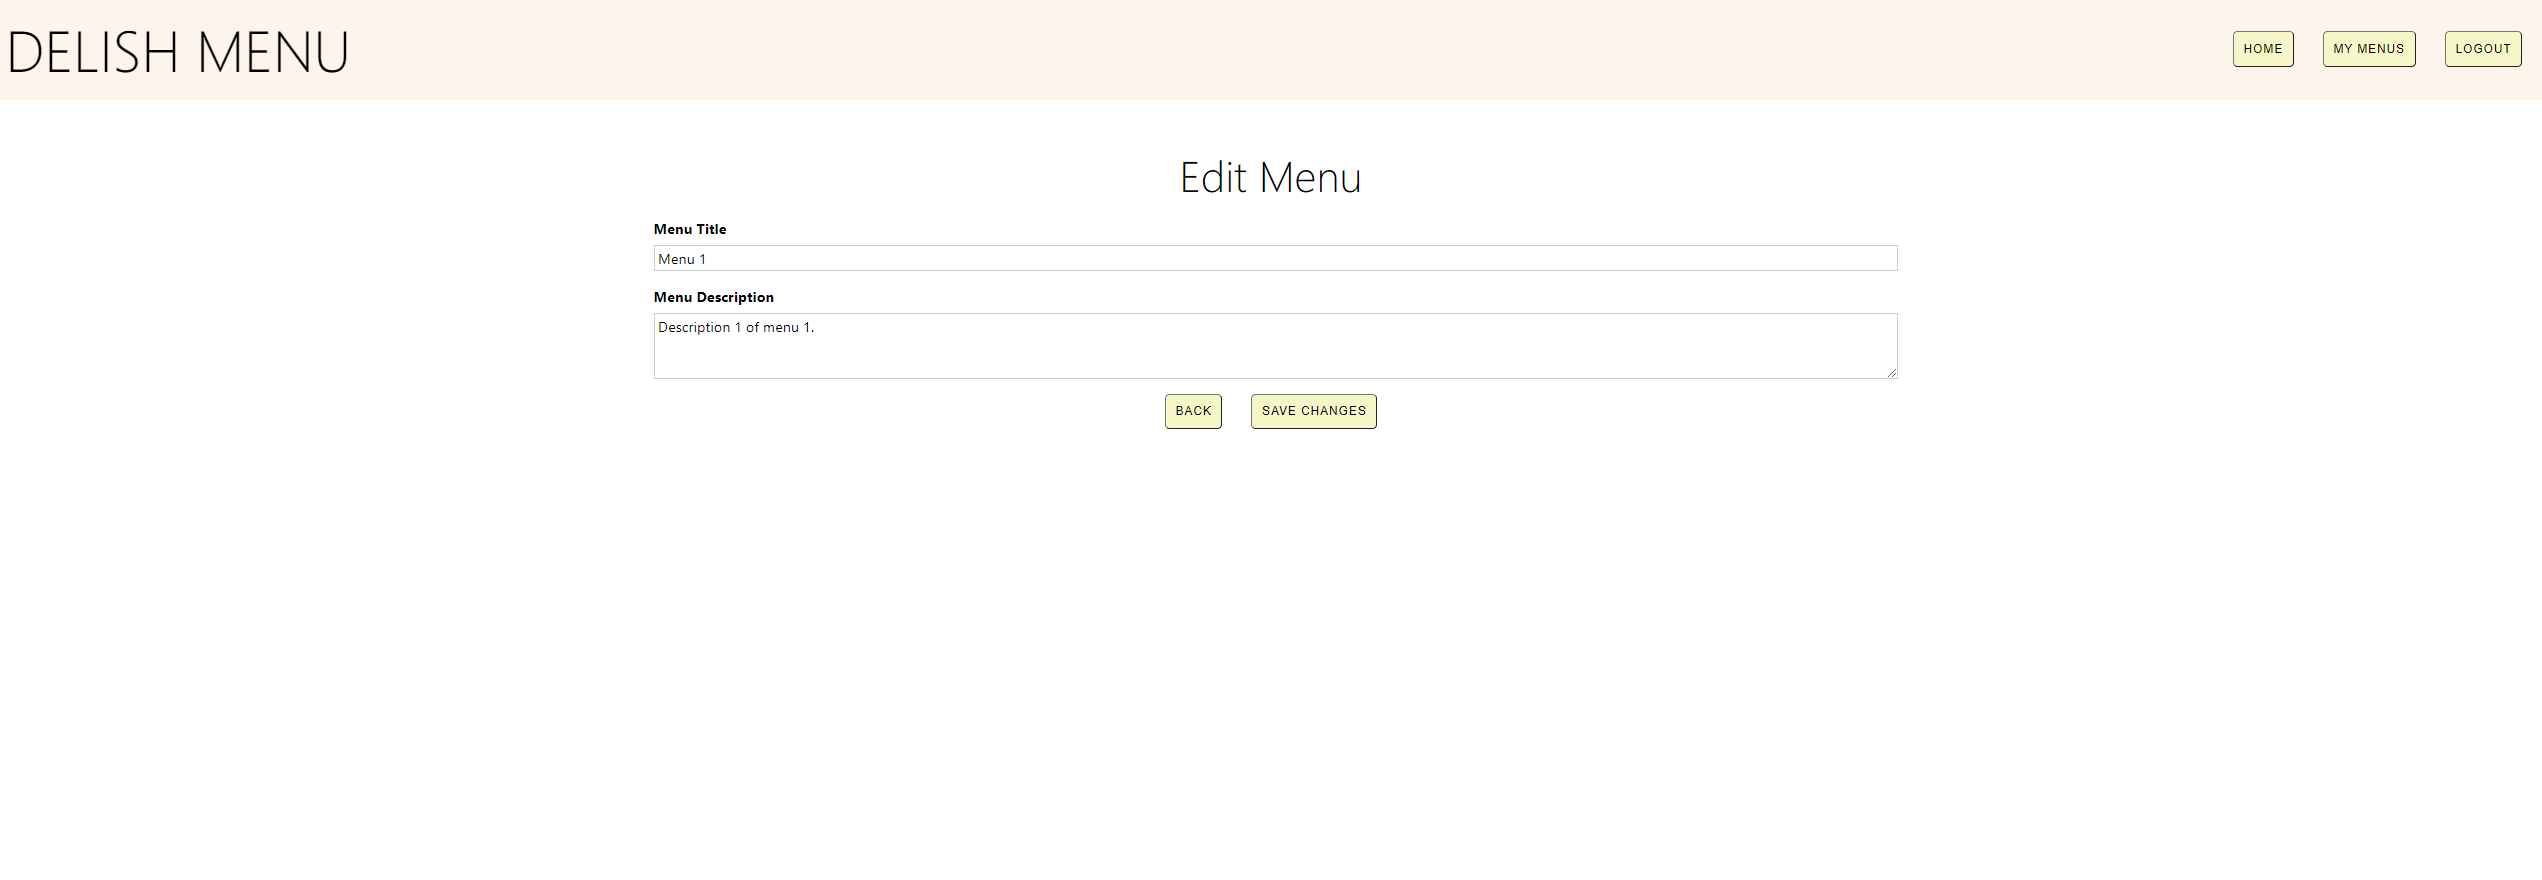 DELISH MENU
HOME MY MENUS LOGOUT
Edit Menu
Menu Title
Menu 1
Menu Description
Description 1 of menu 1.
BACK SAVE CHANGES